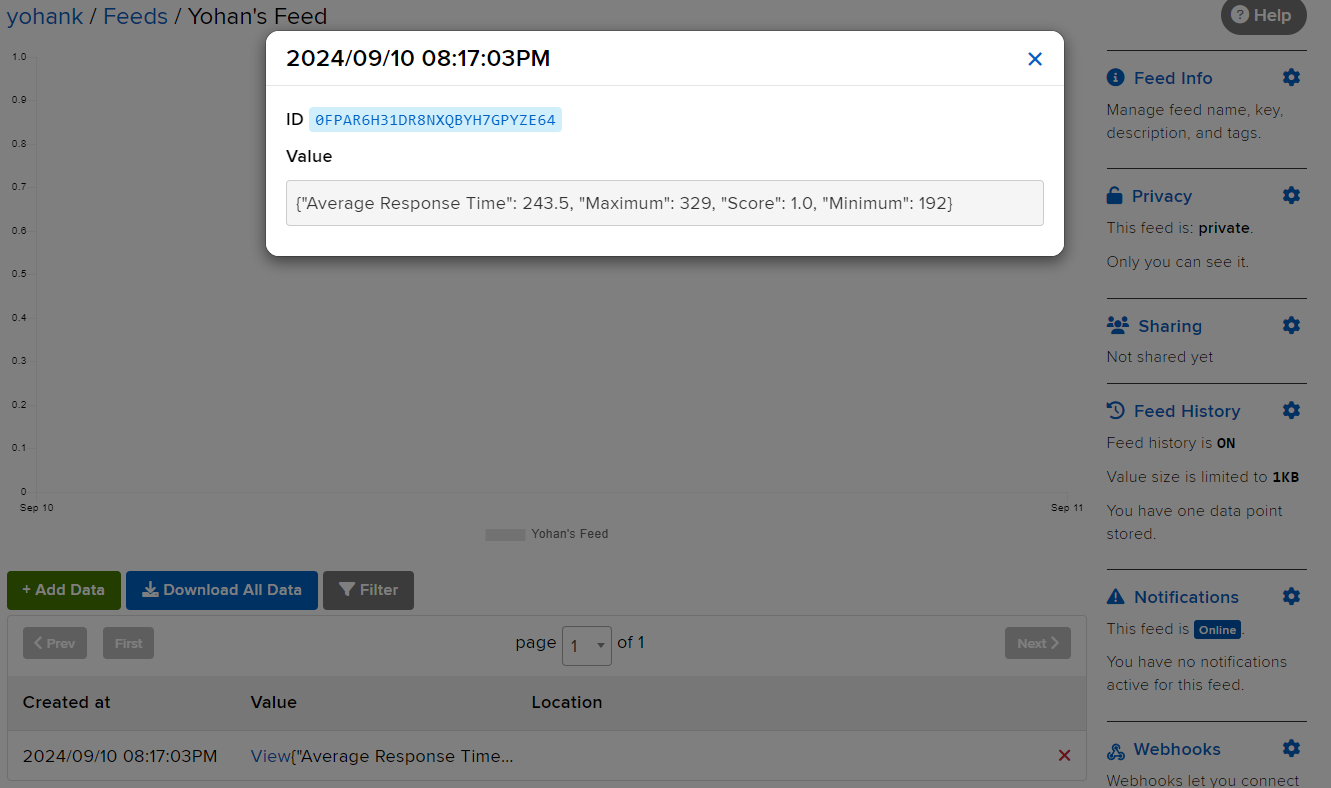 yohank / Feeds / Yohan's Feed
Help
1.0
0.9
0.8
0.7
0.6
0.5
0.4
0.3
0.2
0.1
0
Sep 10
Sep 11
Yohan's Feed
2024/09/10 08:17:03PM
ID 0FPAR6H31DR8NXQBYH7GPYZE64
Value
{"Average Response Time": 243.5, "Maximum": 329, "Score": 1.0, "Minimum": 192}
+ Add Data
Download All Data
Filter
Prev
First
page 1 of 1
Next
Created at Value Location
2024/09/10 08:17:03PM View{"Average Response Time...
Feed Info
Manage feed name, key,
description, and tags.
Privacy
This feed is: private.
Only you can see it.
Sharing
Not shared yet
Feed History
Feed history is ON
Value size is limited to 1KB
You have one data point
stored.
Notifications
This feed is Online.
You have no notifications
active for this feed.
Webhooks
Webhooks let you connect